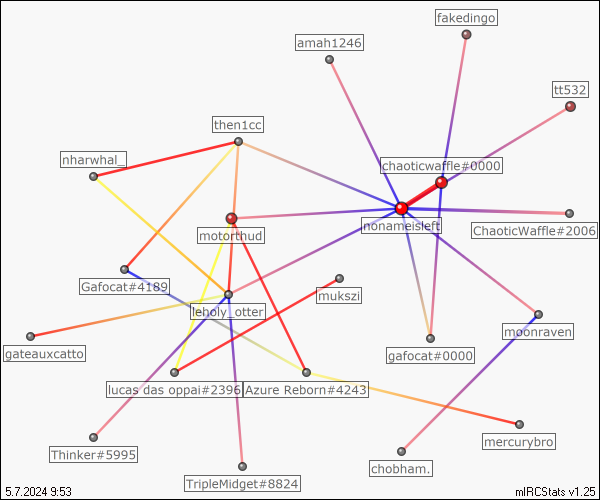 fakedingo
amah1246
tt532
then1cc
nharwhal_
chaoticwaffle#0000
motorthud
nonameisleft
ChaoticWaffle#2006
Gafocat#4189
mukszi
leholy_otter
moonraven
gateauxcatto
gafocat#0000
lucas das oppai#2396
Azure Reborn#4243
Thinker#5995
mercurybro
chobham.
TripleMidget#8824
5.7.2024 9:53
mIRCStats v1.25